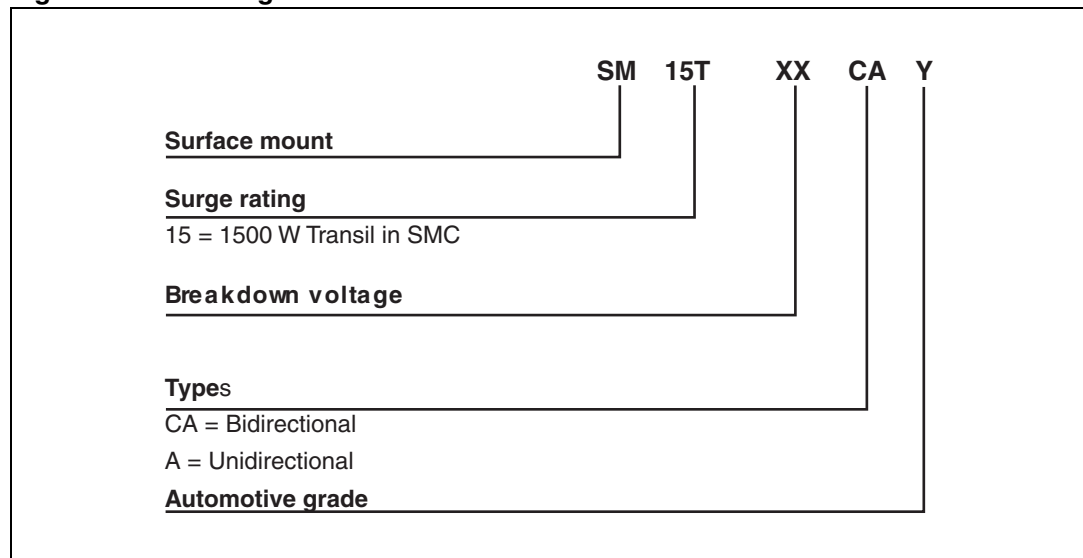 SM 15T XX CA Y
Surface mount
Surge rating
15 = 1500 W Transil in SMC
Breakdown voltage
Types
CA = Bidirectional
A = Unidirectional
Automotive grade